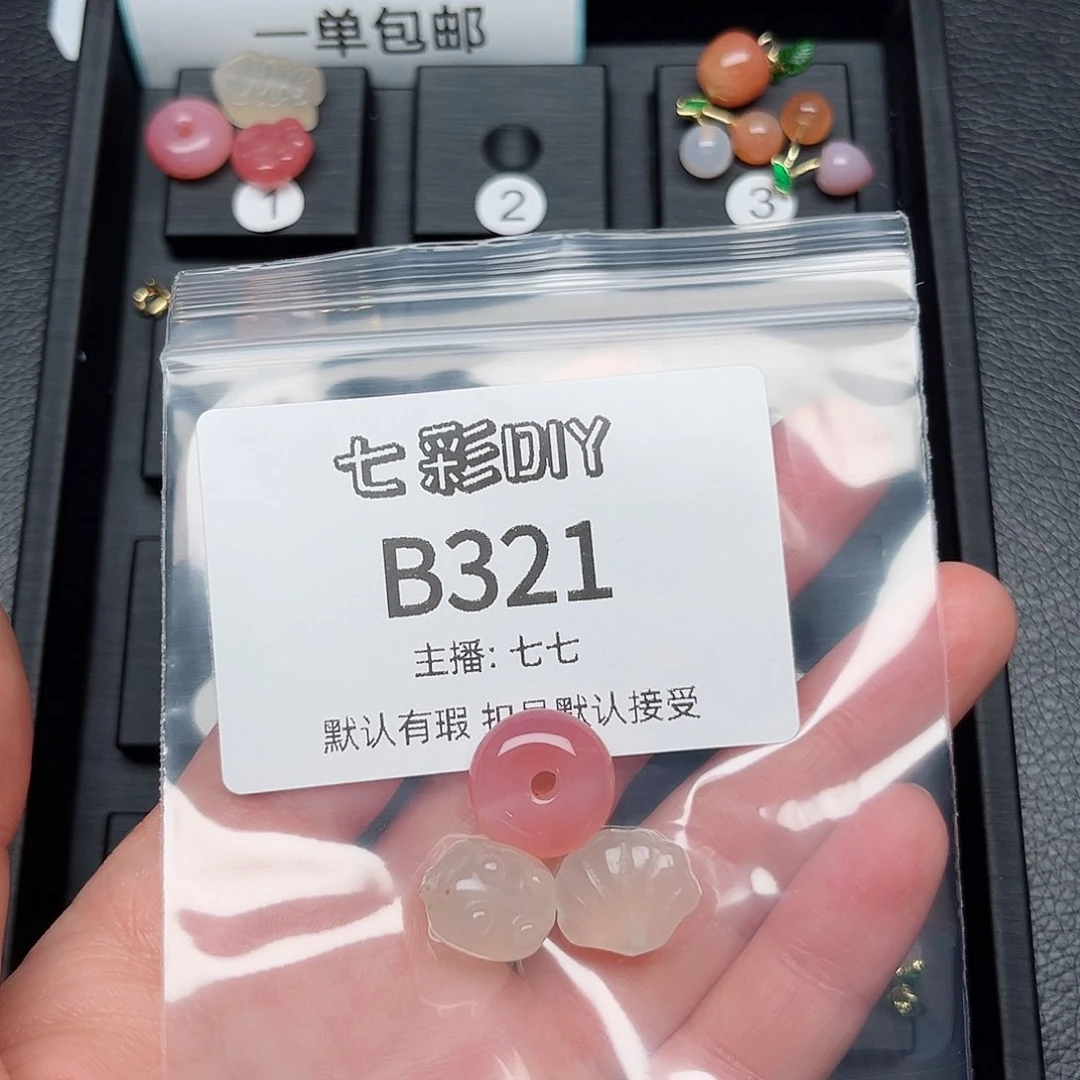 一单包邮
1
2
3
七彩DIY
B321
主播: 七七
默认有瑕 扣 默认接受